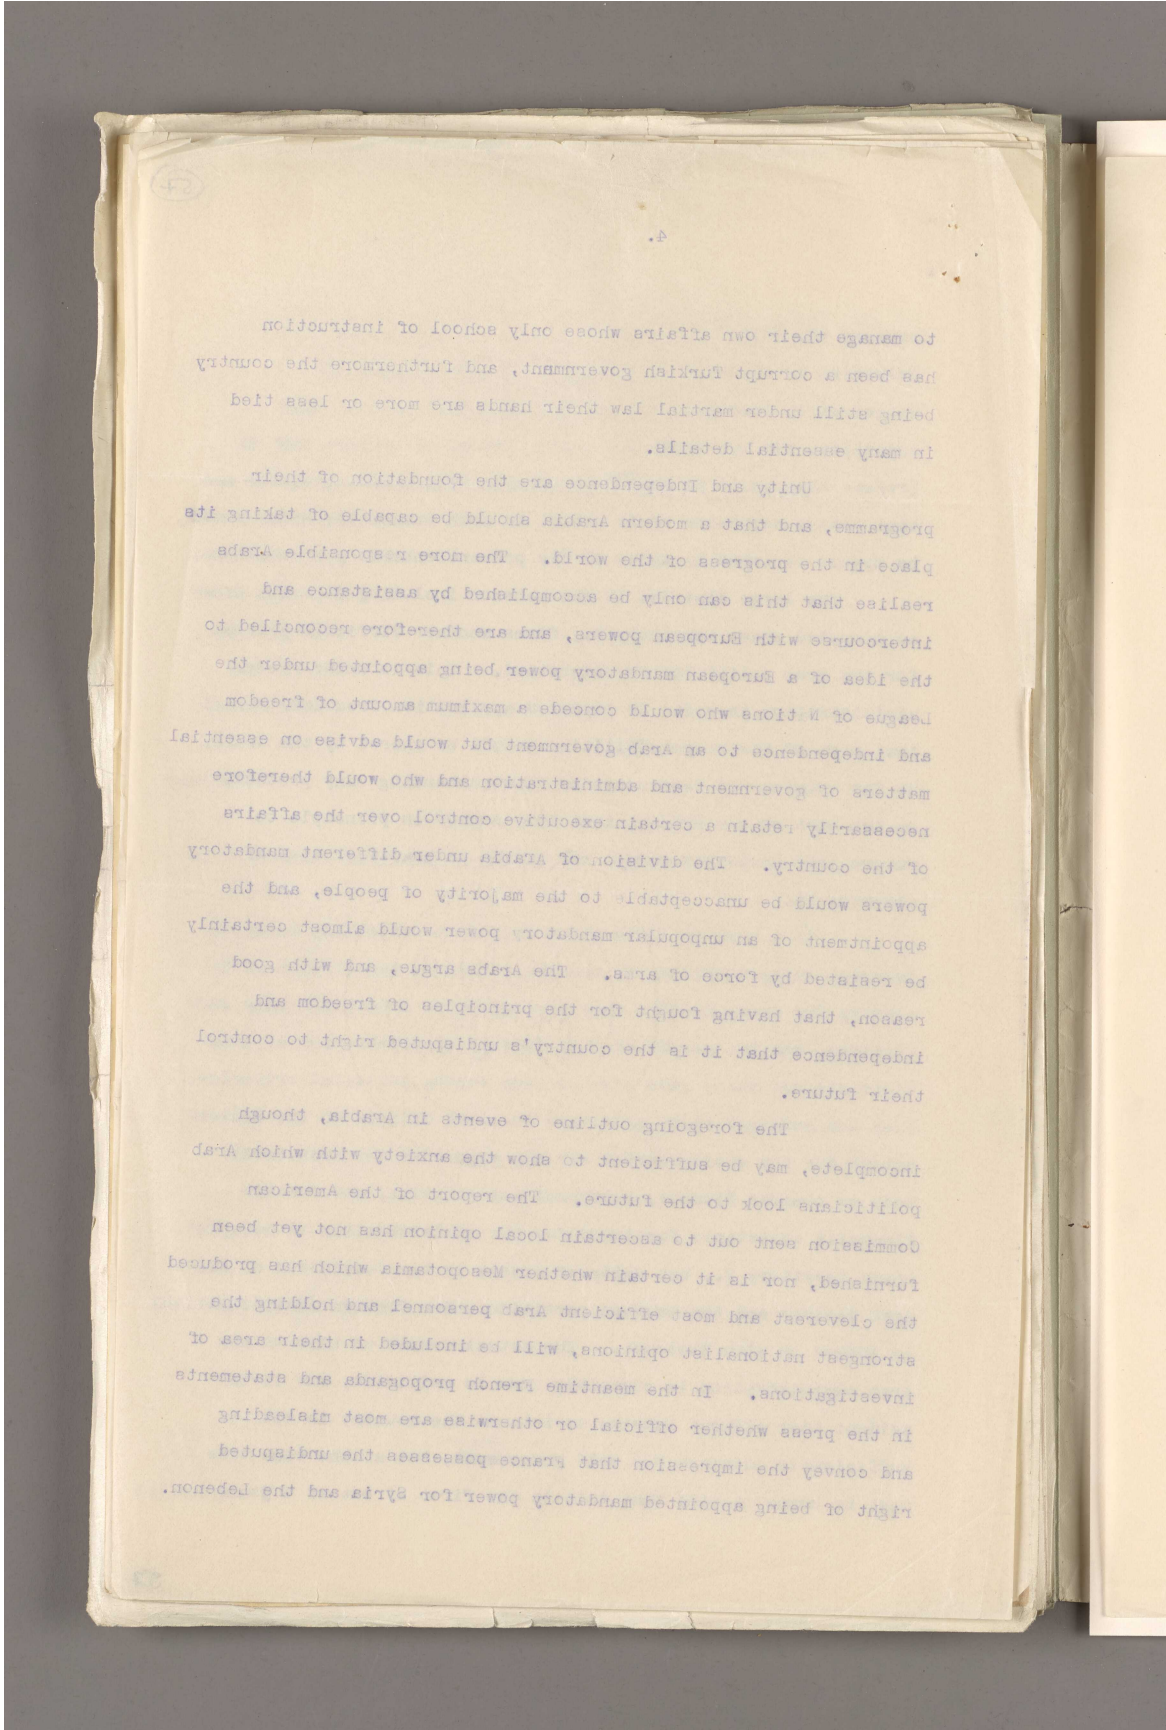 57
4.
to manage their own affairs whose only school of instruction
has been a corrupt Turkish government, and furthermore the country
being still under martial law their hands are more or less tied
in many essential details.
Unity and Independence are the foundation of their
programme, and that a modern Arabia should be capable of taking its
place in the progress of the world. The more responsible Arabs
realise that this can only be accomplished by assistance and
intercourse with European powers, and are therefore reconciled to
the idea of a European mandatory power being appointed under the
League of N tions who would concede a maximum amount of freedom
and independence to an Arab government but would advise on essential
matters of government and administration and who would therefore
necessarily retain a certain executive control over the affairs
of the country. The division of Arabia under different mandatory
powers would be unacceptable to the majority of people, and the
appointment of an unpopular mandatory power would almost certainly
be resisted by force of arms. The Arabs argue, and with good
reason, that having fought for the principles of freedom and
independence that it is the country's undisputed right to control
their future.
The foregoing outline of events in Arabia, though
incomplete, may be sufficient to show the anxiety with which Arab
politicians look to the future. The report of the American
Commission sent out to ascertain local opinion has not yet been
furnished, nor is it certain whether Mesopotamia which has produced
the cleverest and most efficient Arab personnel and holding the
strongest nationalist opinions, will be included in their area of
investigations. In the meantime French propoganda and statements
in the press whether official or otherwise are most misleading
and convey the impression that France possesses the undisputed
right of being appointed mandatory power for Syria and the Lebenon.